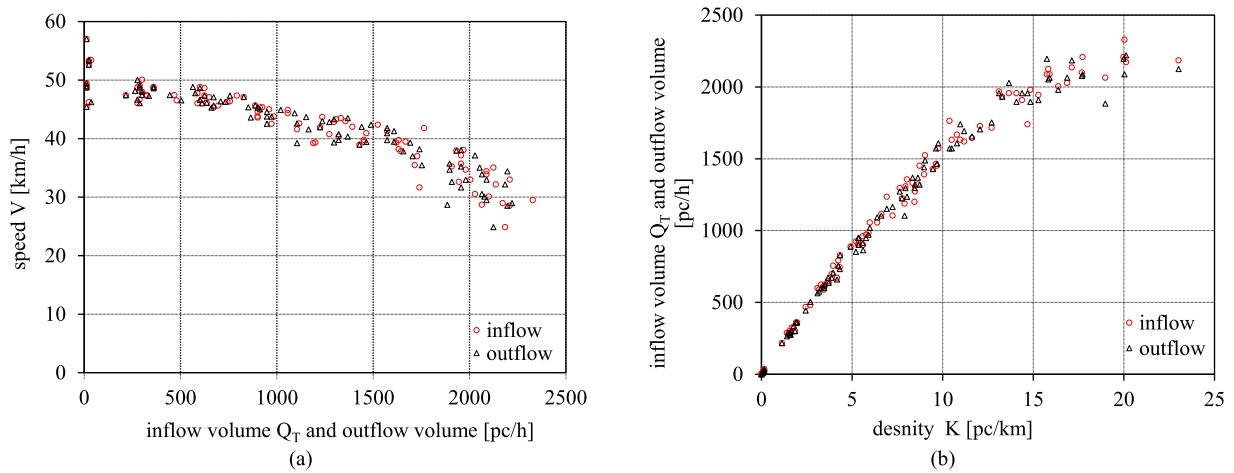 60
50
40
30
20
10
0
speed V [km/h]
0 500 1000 1500 2000 2500
inflow volume Q_T and outflow volume [pc/h]
inflow
outflow
(a)
2500
2000
1500
1000
500
0
inflow volume Q_T and outflow volume
[pc/h]
0 5 10 15 20 25
desnity K [pc/km]
inflow
outflow
(b)